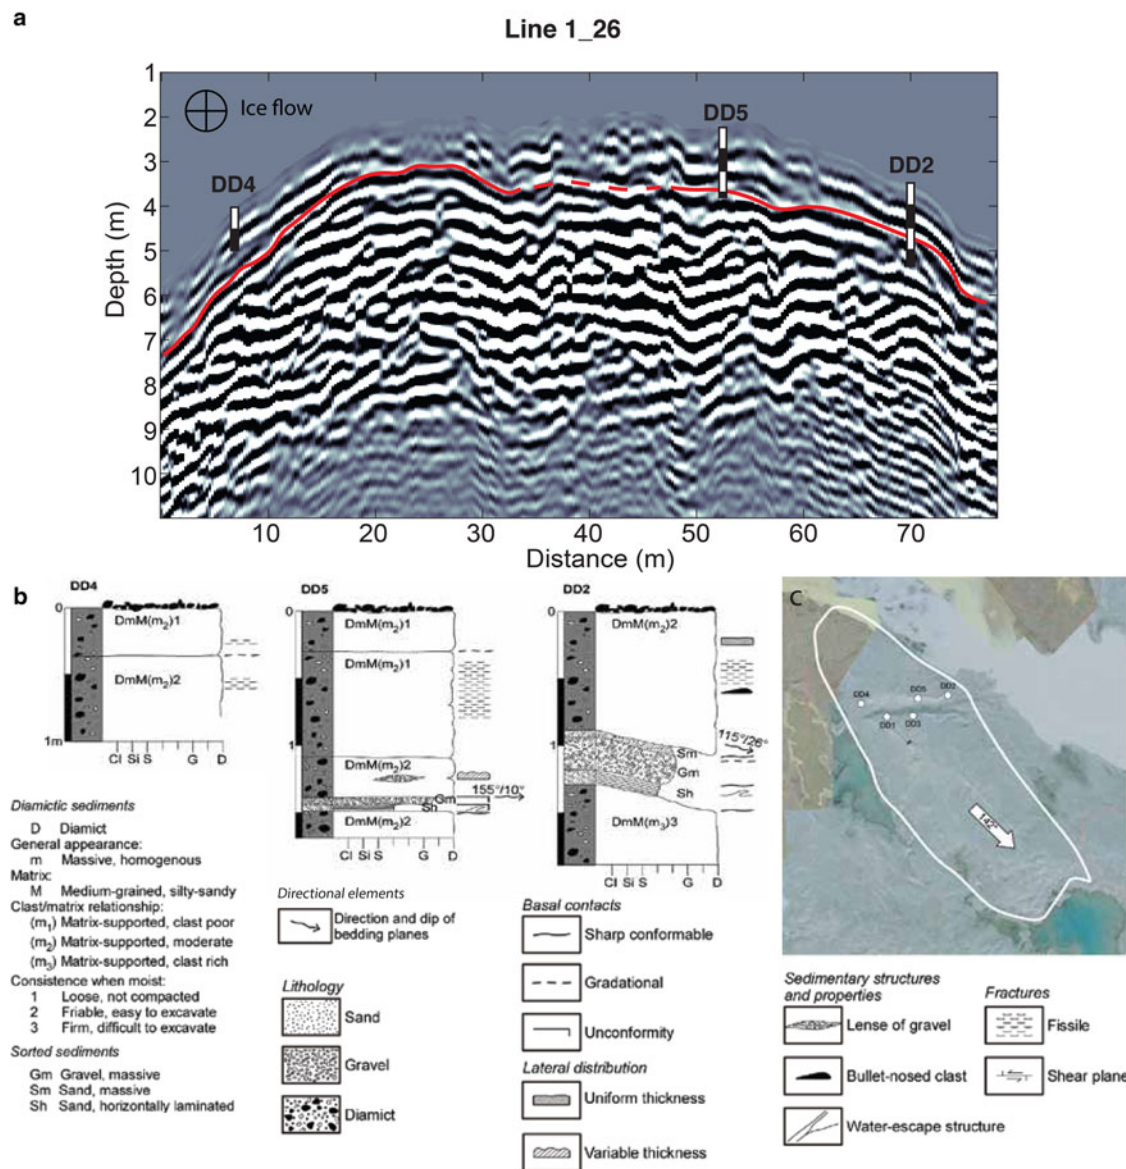 a
Line 1_26
Ice flow
DD4
DD5
DD2
Depth (m)
1
2
3
4
5
6
7
8
9
10
10 20 30 40 50 60 70
Distance (m)
b
DD4
0
DmM(m2)1
DmM(m2)2
1m
Cl Si S G D
DD5
0
DmM(m2)1
DmM(m2)1
1
DmM(m2)2
Gm
Sh
155°/10°
DmM(m2)2
Cl Si S G D
DD2
0
DmM(m2)2
1
Sm
Gm
Sh
115°/26°
DmM(m3)3
Cl Si S G D
C
DD4
DD5
DD2
DD1
DD3
142°
Diamictic sediments
D Diamict
General appearance:
m Massive, homogenous
Matrix:
M Medium-grained, silty-sandy
Clast/matrix relationship:
(m1) Matrix-supported, clast poor
(m2) Matrix-supported, moderate
(m3) Matrix-supported, clast rich
Consistence when moist:
1 Loose, not compacted
2 Friable, easy to excavate
3 Firm, difficult to excavate
Sorted sediments
Gm Gravel, massive
Sm Sand, massive
Sh Sand, horizontally laminated
Directional elements
Direction and dip of
bedding planes
Lithology
Sand
Gravel
Diamict
Basal contacts
Sharp conformable
Gradational
Unconformity
Lateral distribution
Uniform thickness
Variable thickness
Sedimentary structures
and properties
Lense of gravel
Bullet-nosed clast
Water-escape structure
Fractures
Fissile
Shear plane